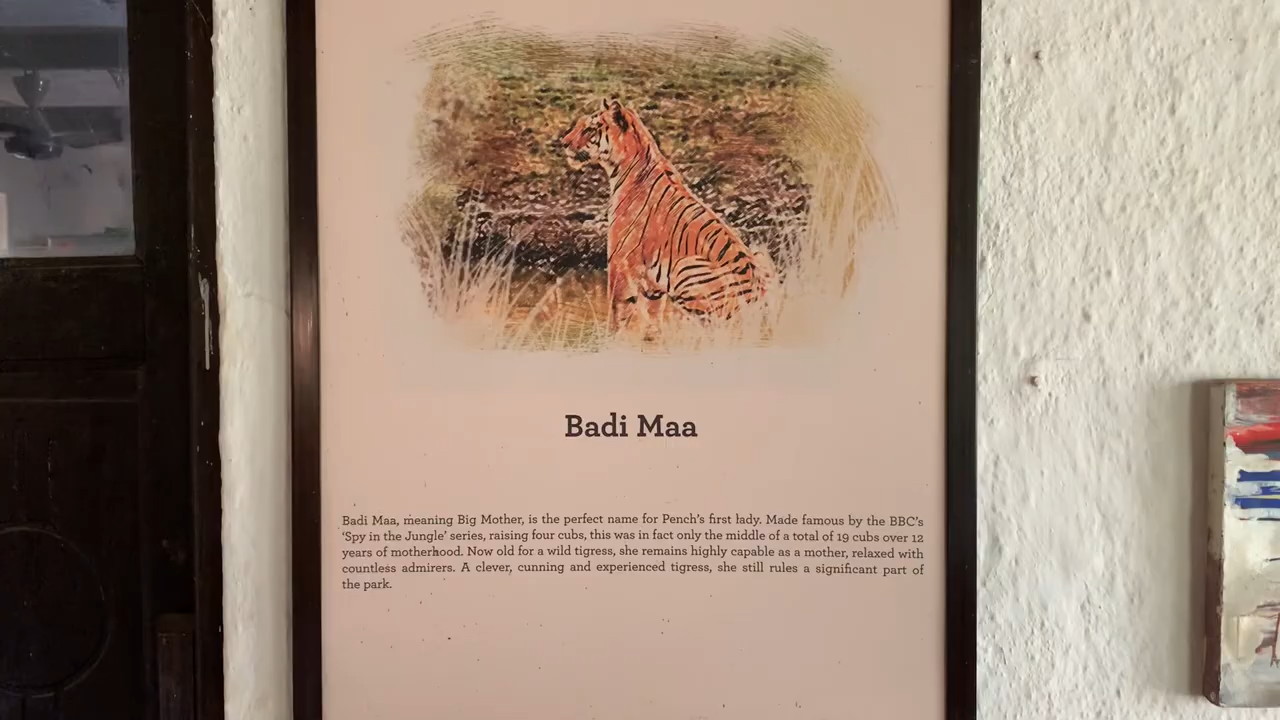 Badi Maa
Badi Maa, meaning Big Mother, is the perfect name for Pench's first lady. Made famous by the BBC's
'Spy in the Jungle' series, raising four cubs, this was in fact only the middle of a total of 19 cubs over 12
years of motherhood. Now old for a wild tigress, she remains highly capable as a mother, relaxed with
countless admirers. A clever, cunning and experienced tigress, she still rules a significant part of
the park.